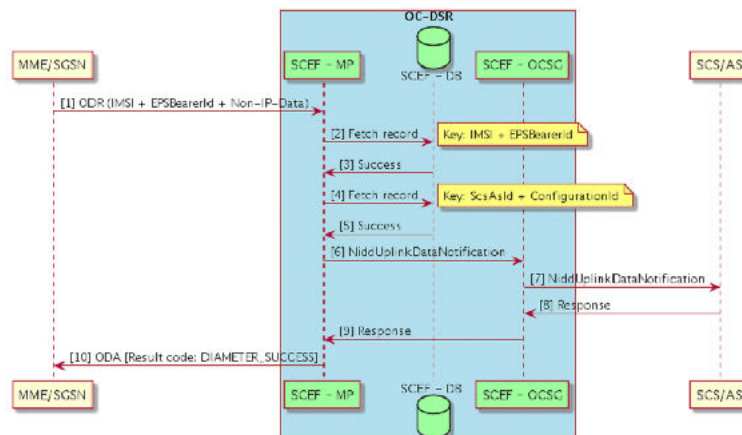 OC-DSR
MME/SGSN
SCEF - MP
SCEF - DB
SCEF - OCSG
SCS/AS
[1] ODR (IMSI + EPSBearerId + Non-IP-Data)
[2] Fetch record
Key: IMSI + EPSBearerId
[3] Success
[4] Fetch record
Key: ScsAsId + ConfigurationId
[5] Success
[6] NiddUplinkDataNotification
[7] NiddUplinkDataNotification
[8] Response
[9] Response
[10] ODA [Result code: DIAMETER_SUCCESS]
MME/SGSN
SCEF - MP
SCEF - DB
SCEF - OCSG
SCS/AS